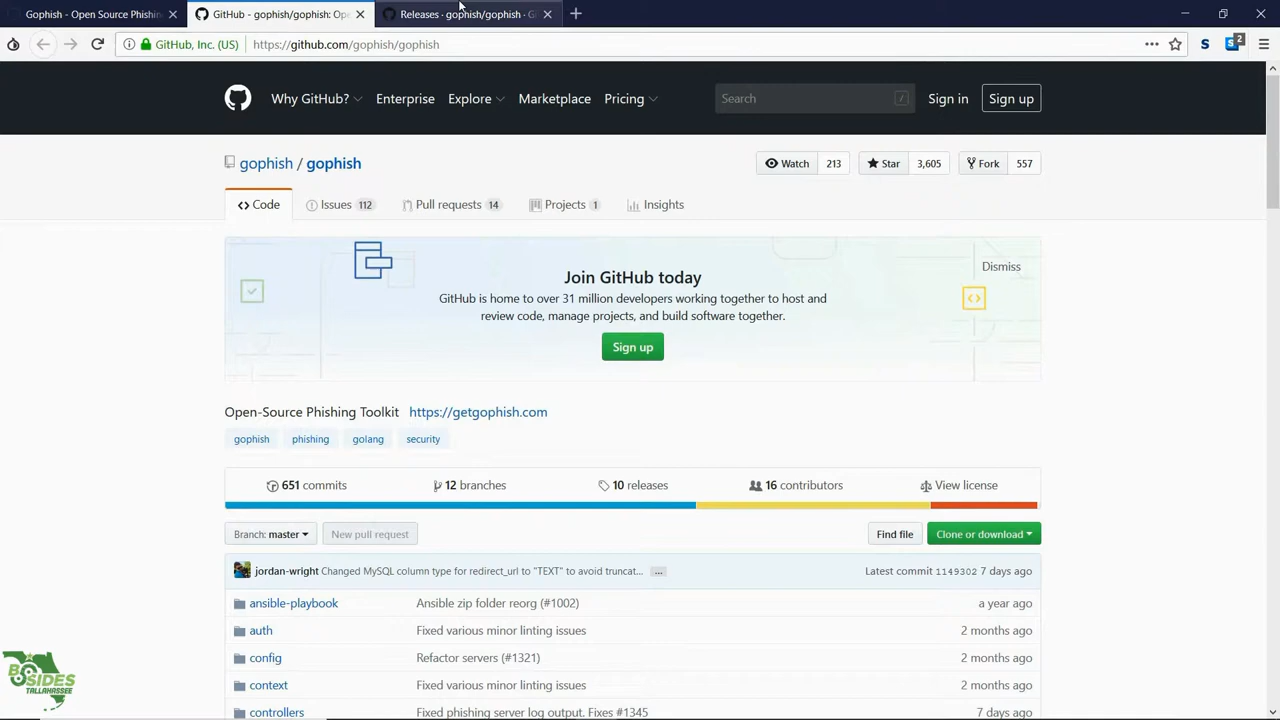 Gophish - Open Source Phishin
GitHub - gophish/gophish: Ope
Releases · gophish/gophish · Gi
GitHub, Inc. (US)
https://github.com/gophish/gophish
S
2
Why GitHub?
Enterprise
Explore
Marketplace
Pricing
Search
/
Sign in
Sign up
gophish / gophish
Watch 213
Star 3,605
Fork 557
Code
Issues 112
Pull requests 14
Projects 1
Insights
Join GitHub today
Dismiss
GitHub is home to over 31 million developers working together to host and
review code, manage projects, and build software together.
Sign up
Open-Source Phishing Toolkit https://getgophish.com
gophish phishing golang security
651 commits
12 branches
10 releases
16 contributors
View license
Branch: master
New pull request
Find file
Clone or download
jordan-wright Changed MySQL column type for redirect_url to "TEXT" to avoid truncat... ...
Latest commit 1149302 7 days ago
ansible-playbook Ansible zip folder reorg (#1002) a year ago
auth Fixed various minor linting issues 2 months ago
config Refactor servers (#1321) 2 months ago
context Fixed various minor linting issues 2 months ago
controllers Fixed phishing server log output. Fixes #1345 7 days ago
BSIDES
TALLAHASSEE